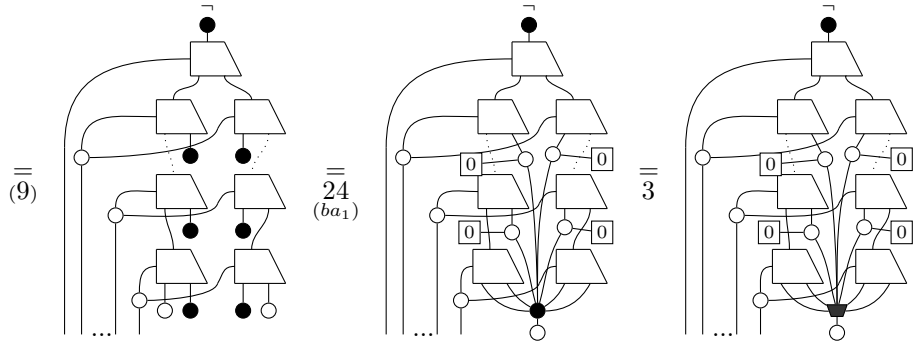 ¬ ¬ ¬
0 0 0 0
= (9) = 24 (ba₁) = 3
0 0 0 0
... ... ...